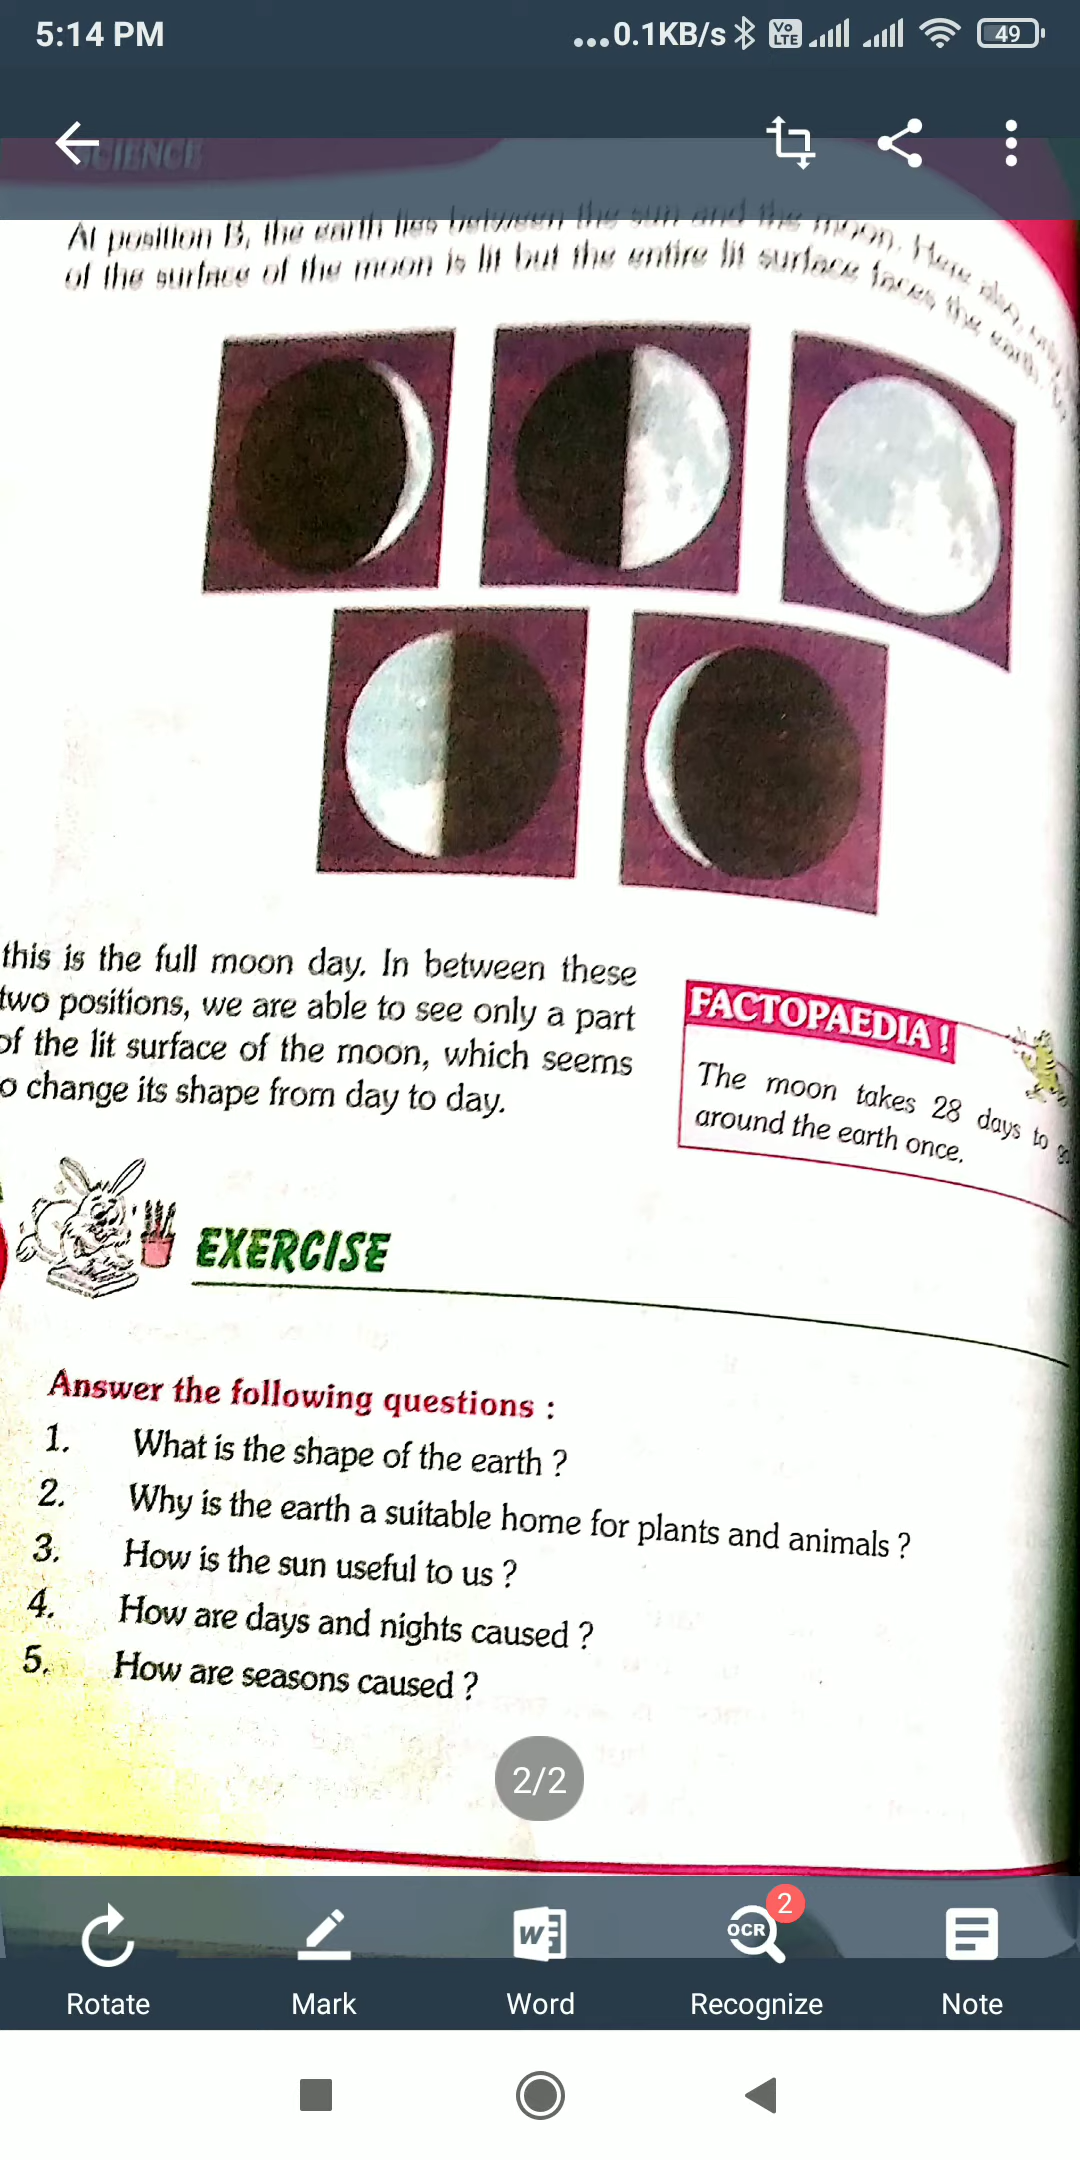 5:14 PM
...0.1KB/s
Vo
LTE
49
SCIENCE
At position B, the earth lies between the sun and the moon. Here also,
of the surface of the moon is lit but the entire lit surface faces the earth.
this is the full moon day. In between these
two positions, we are able to see only a part
of the lit surface of the moon, which seems
o change its shape from day to day.
FACTOPAEDIA !
The moon takes 28 days to
around the earth once.
EXERCISE
Answer the following questions :
1. What is the shape of the earth ?
2. Why is the earth a suitable home for plants and animals ?
3. How is the sun useful to us ?
4. How are days and nights caused ?
5. How are seasons caused ?
2/2
W
OCR
2
Rotate
Mark
Word
Recognize
Note